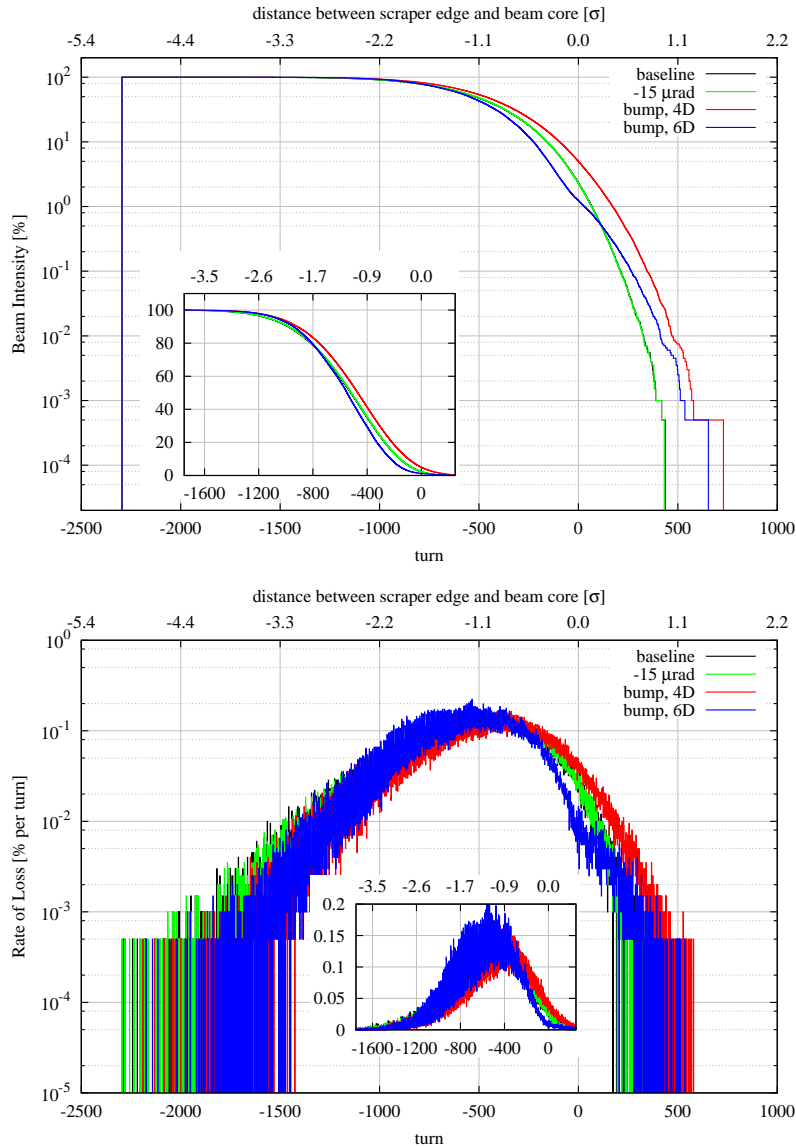 distance between scraper edge and beam core [σ]
-5.4 -4.4 -3.3 -2.2 -1.1 0.0 1.1 2.2
10^2
10^1
10^0
10^-1
10^-2
10^-3
10^-4
Beam Intensity [%]
baseline
-15 μrad
bump, 4D
bump, 6D
-3.5 -2.6 -1.7 -0.9 0.0
100
80
60
40
20
0
-1600 -1200 -800 -400 0
-2500 -2000 -1500 -1000 -500 0 500 1000
turn
distance between scraper edge and beam core [σ]
-5.4 -4.4 -3.3 -2.2 -1.1 0.0 1.1 2.2
10^0
10^-1
10^-2
10^-3
10^-4
10^-5
Rate of Loss [% per turn]
baseline
-15 μrad
bump, 4D
bump, 6D
-3.5 -2.6 -1.7 -0.9 0.0
0.2
0.15
0.1
0.05
0
-1600 -1200 -800 -400 0
-2500 -2000 -1500 -1000 -500 0 500 1000
turn